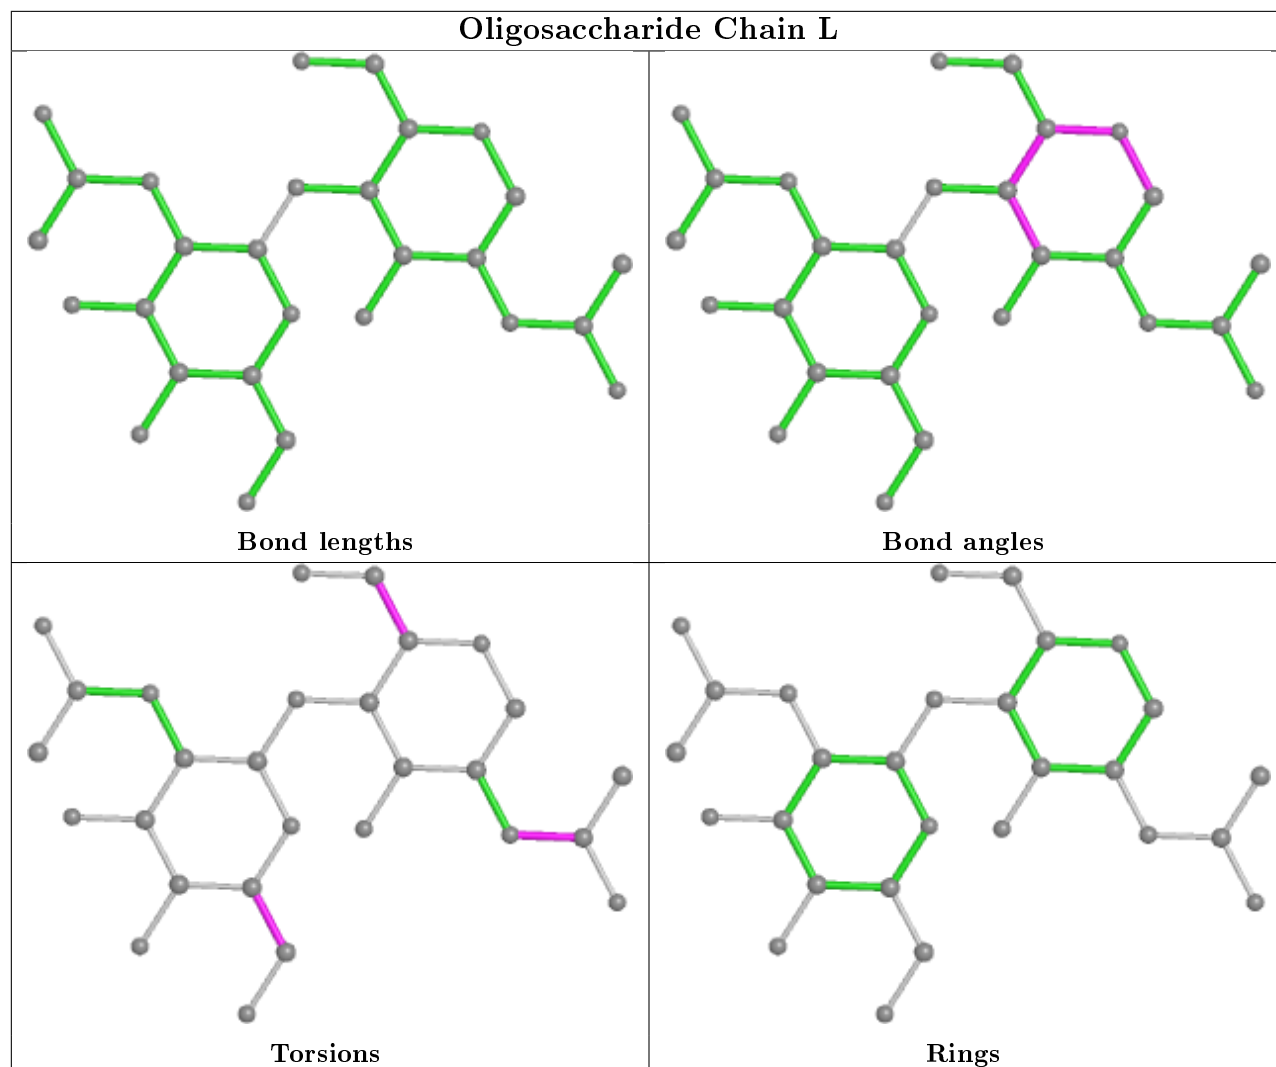 Oligosaccharide Chain L
Bond lengths
Bond angles
Torsions
Rings